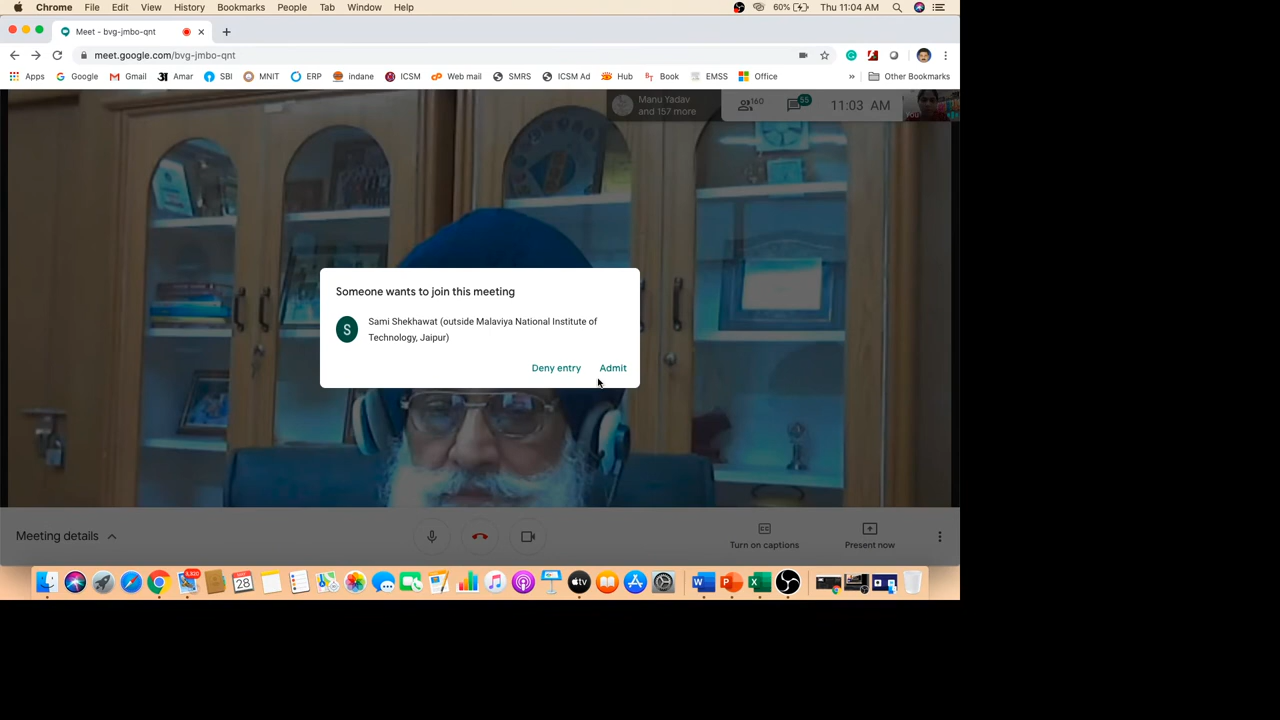 Chrome File Edit View History Bookmarks People Tab Window Help 60% Thu 11:04 AM
Meet - bvg-jmbo-qnt
meet.google.com/bvg-jmbo-qnt
Apps Google Gmail Amar SBI MNIT ERP indane ICSM Web mail SMRS ICSM Ad Hub Book EMSS Office » Other Bookmarks
Manu Yadav
and 157 more
160 55 11:03 AM
You
Someone wants to join this meeting
S
Sami Shekhawat (outside Malaviya National Institute of
Technology, Jaipur)
Deny entry Admit
Meeting details
Turn on captions
Present now
28